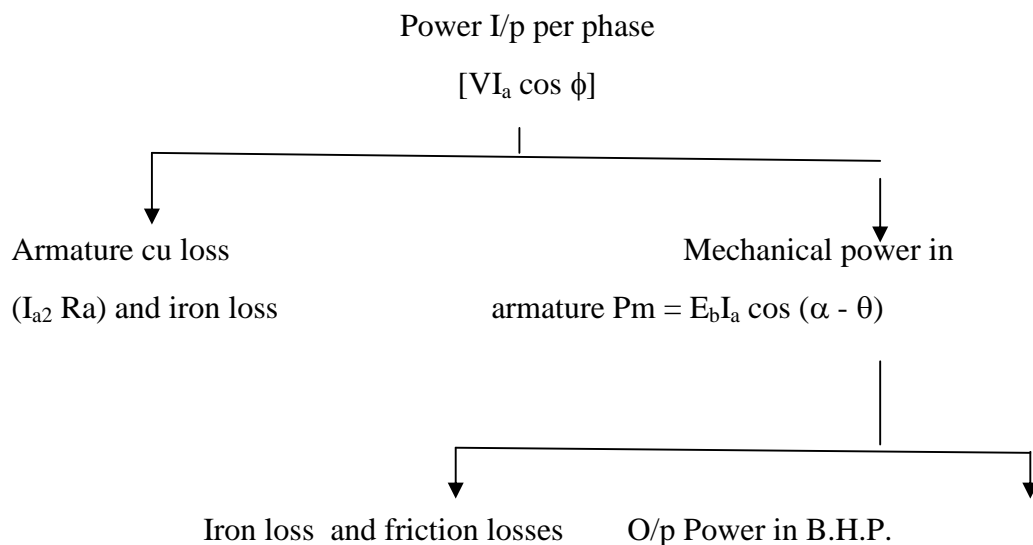 Power I/p per phase
[VIa cos ϕ]
Armature cu loss Mechanical power in
(Ia2 Ra) and iron loss armature Pm = EbIa cos (α - θ)
Iron loss and friction losses O/p Power in B.H.P.